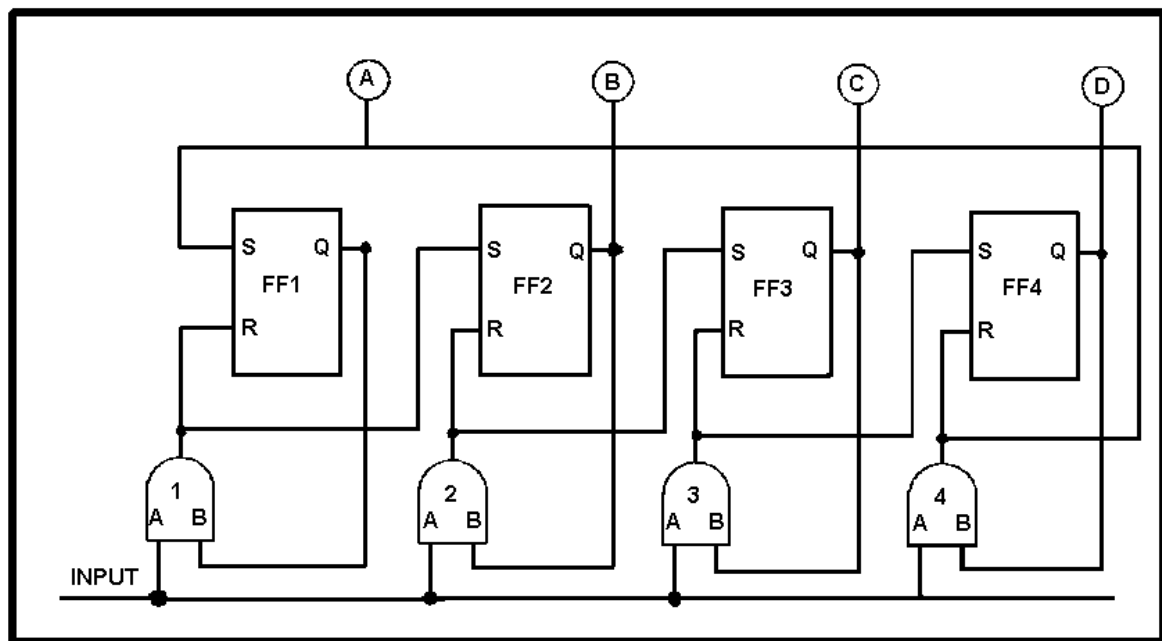 A B C D
S Q S Q S Q S Q
FF1 FF2 FF3 FF4
R R R R
1 2 3 4
A B A B A B A B
INPUT